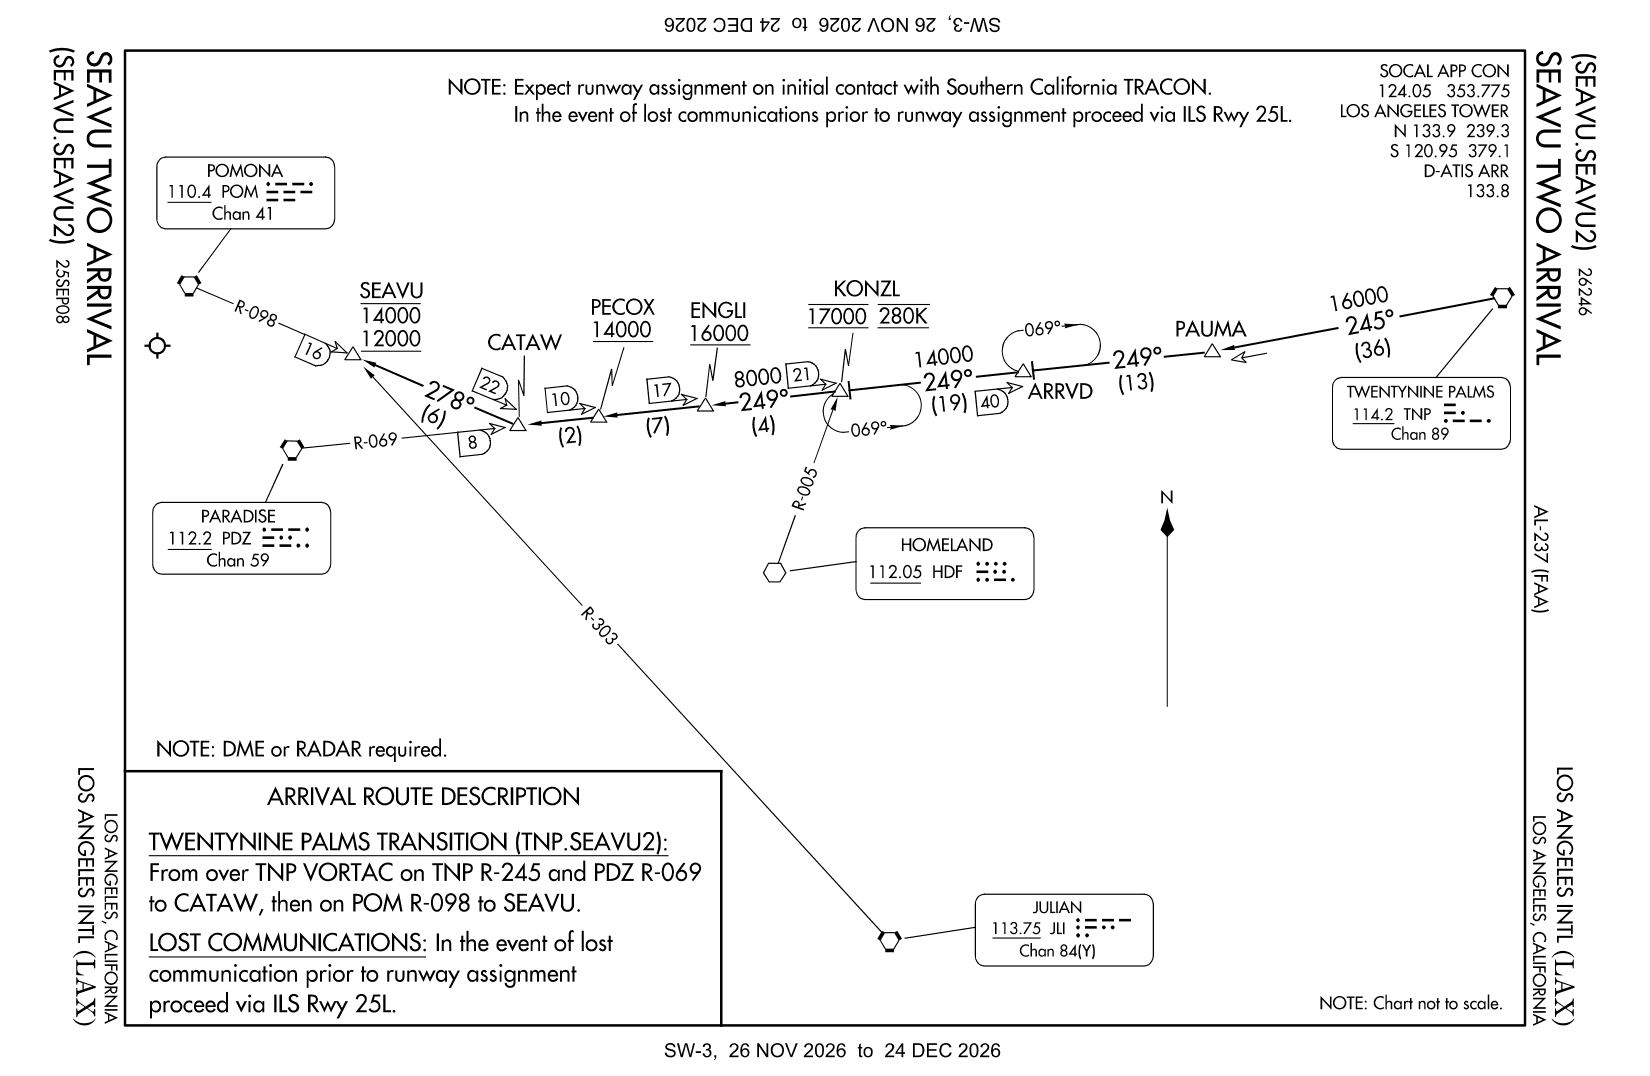 SW-3, 26 NOV 2026 to 24 DEC 2026
SEAVU TWO ARRIVAL
(SEAVU.SEAVU2) 25SEP08
NOTE: Expect runway assignment on initial contact with Southern California TRACON.
In the event of lost communications prior to runway assignment proceed via ILS Rwy 25L.
SOCAL APP CON
124.05 353.775
LOS ANGELES TOWER
N 133.9 239.3
S 120.95 379.1
D-ATIS ARR
133.8
(SEAVU.SEAVU2) 26246
SEAVU TWO ARRIVAL
POMONA
110.4 POM
Chan 41
R-098
16
SEAVU
14000
12000
278°
(6)
22
CATAW
R-069
8
(2)
10
PECOX
14000
(7)
17
ENGLI
16000
8000
249°
(4)
21
KONZL
17000 280K
069°
14000
249°
(19)
40
ARRVD
069°
249°
(13)
PAUMA
16000
245°
(36)
TWENTYNINE PALMS
114.2 TNP
Chan 89
PARADISE
112.2 PDZ
Chan 59
R-005
HOMELAND
112.05 HDF
N
R-303
JULIAN
113.75 JLI
Chan 84(Y)
AL-237 (FAA)
NOTE: DME or RADAR required.
ARRIVAL ROUTE DESCRIPTION
TWENTYNINE PALMS TRANSITION (TNP.SEAVU2):
From over TNP VORTAC on TNP R-245 and PDZ R-069
to CATAW, then on POM R-098 to SEAVU.
LOST COMMUNICATIONS: In the event of lost
communication prior to runway assignment
proceed via ILS Rwy 25L.
NOTE: Chart not to scale.
LOS ANGELES, CALIFORNIA
LOS ANGELES INTL (LAX)
LOS ANGELES INTL (LAX)
LOS ANGELES, CALIFORNIA
SW-3, 26 NOV 2026 to 24 DEC 2026